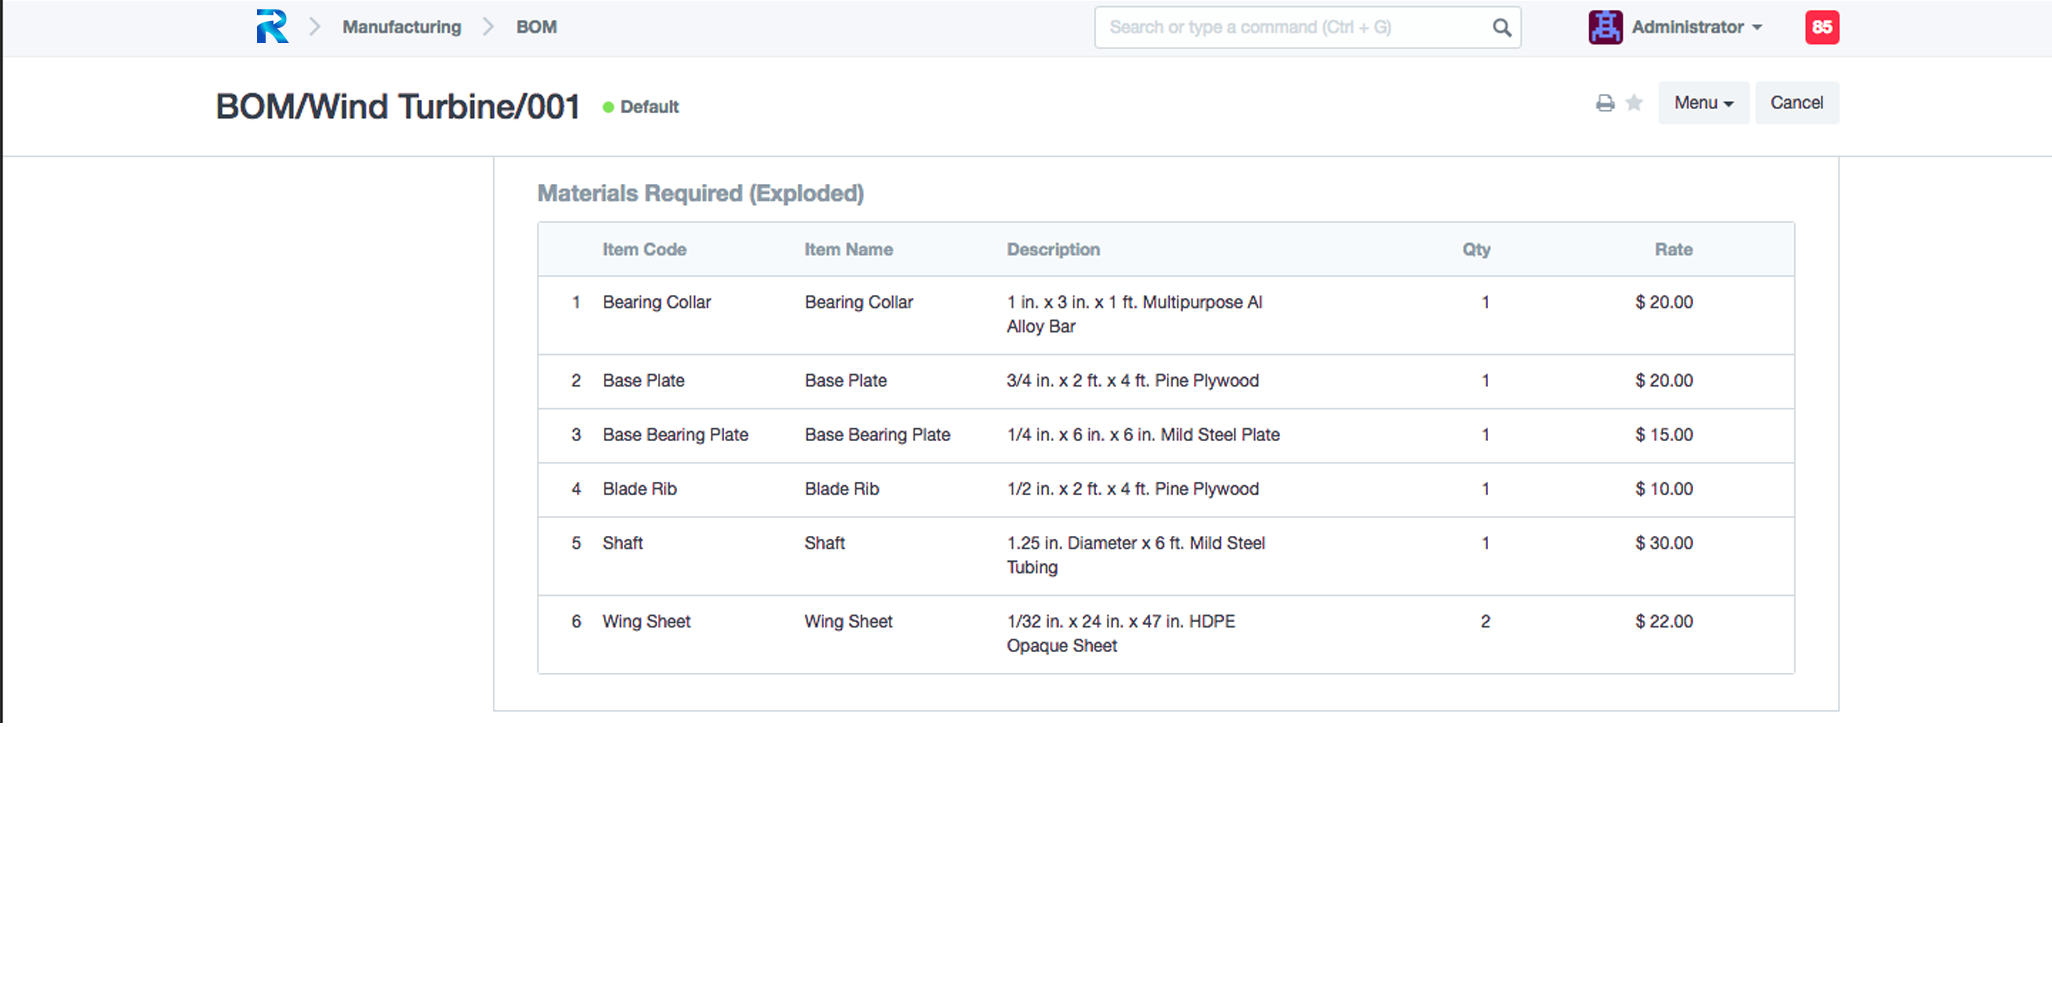 Manufacturing BOM Search or type a command (Ctrl + G) Administrator 85
BOM/Wind Turbine/001 Default Menu Cancel
Materials Required (Exploded)
Item Code Item Name Description Qty Rate
1 Bearing Collar Bearing Collar 1 in. x 3 in. x 1 ft. Multipurpose Al 1 $ 20.00
Alloy Bar
2 Base Plate Base Plate 3/4 in. x 2 ft. x 4 ft. Pine Plywood 1 $ 20.00
3 Base Bearing Plate Base Bearing Plate 1/4 in. x 6 in. x 6 in. Mild Steel Plate 1 $ 15.00
4 Blade Rib Blade Rib 1/2 in. x 2 ft. x 4 ft. Pine Plywood 1 $ 10.00
5 Shaft Shaft 1.25 in. Diameter x 6 ft. Mild Steel 1 $ 30.00
Tubing
6 Wing Sheet Wing Sheet 1/32 in. x 24 in. x 47 in. HDPE 2 $ 22.00
Opaque Sheet